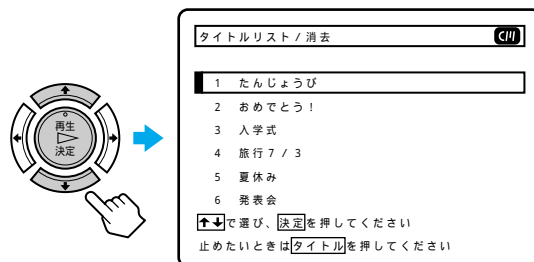 再生
決定
タイトルリスト/消去 CM
1 たんじょうび
2 おめでとう!
3 入学式
4 旅行7/3
5 夏休み
6 発表会
↑↓で選び、決定を押してください
止めたいときはタイトルを押してください